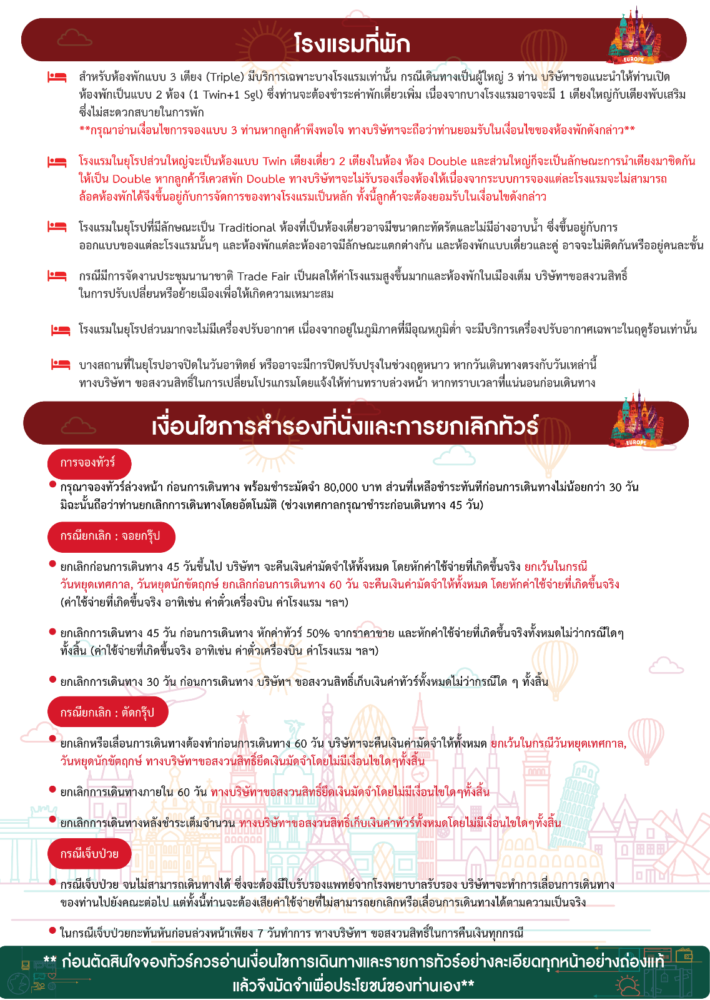 โรงแรมที่พัก
EUROPE
สำหรับห้องพักแบบ 3 เตียง (Triple) มีบริการเฉพาะบางโรงแรมเท่านั้น กรณีเดินทางเป็นผู้ใหญ่ 3 ท่าน บริษัทฯขอแนะนำให้ท่านเปิด
ห้องพักเป็นแบบ 2 ห้อง (1 Twin+1 Sgl) ซึ่งท่านจะต้องชำระค่าพักเดี่ยวเพิ่ม เนื่องจากบางโรงแรมอาจจะมี 1 เตียงใหญ่กับเตียงพับเสริม
ซึ่งไม่สะดวกสบายในการพัก
**กรุณาอ่านเงื่อนไขการจองแบบ 3 ท่านหากลูกค้าพึงพอใจ ทางบริษัทฯจะถือว่าท่านยอมรับในเงื่อนไขของห้องพักดังกล่าว**
โรงแรมในยุโรปส่วนใหญ่จะเป็นห้องแบบ Twin เตียงเดี่ยว 2 เตียงในห้อง ห้อง Double และส่วนใหญ่ก็จะเป็นลักษณะการนำเตียงมาชิดกัน
ให้เป็น Double หากลูกค้ารีเควสพัก Double ทางบริษัทฯจะไม่รับรองเรื่องห้องให้เนื่องจากระบบการจองแต่ละโรงแรมจะไม่สามารถ
ล้อคห้องพักได้จึงขึ้นอยู่กับการจัดการของทางโรงแรมเป็นหลัก ทั้งนี้ลูกค้าจะต้องยอมรับในเงื่อนไขดังกล่าว
โรงแรมในยุโรปที่มีลักษณะเป็น Traditional ห้องที่เป็นห้องเดี่ยวอาจมีขนาดกะทัดรัตและไม่มีอ่างอาบน้ำ ซึ่งขึ้นอยู่กับการ
ออกแบบของแต่ละโรงแรมนั้นๆ และห้องพักแต่ละห้องอาจมีลักษณะแตกต่างกัน และห้องพักแบบเดี่ยวและคู่ อาจจะไม่ติดกันหรืออยู่คนละชั้น
กรณีมีการจัดงานประชุมนานาชาติ Trade Fair เป็นผลให้ค่าโรงแรมสูงขึ้นมากและห้องพักในเมืองเต็ม บริษัทฯขอสงวนสิทธิ์
ในการปรับเปลี่ยนหรือย้ายเมืองเพื่อให้เกิดความเหมาะสม
โรงแรมในยุโรปส่วนมากจะไม่มีเครื่องปรับอากาศ เนื่องจากอยู่ในภูมิภาคที่มีอุณหภูมิต่ำ จะมีบริการเครื่องปรับอากาศเฉพาะในฤดูร้อนเท่านั้น
บางสถานที่ในยุโรปอาจปิดในวันอาทิตย์ หรืออาจะมีการปิดปรับปรุงในช่วงฤดูหนาว หากวันเดินทางตรงกับวันเหล่านี้
ทางบริษัทฯ ขอสงวนสิทธิ์ในการเปลี่ยนโปรแกรมโดยแจ้งให้ท่านทราบล่วงหน้า หากทราบเวลาที่แน่นอนก่อนเดินทาง
เงื่อนไขการสำรองที่นั่งและการยกเลิกทัวร์
EUROPE
การจองทัวร์
กรุณาจองทัวร์ล่วงหน้า ก่อนการเดินทาง พร้อมชำระมัดจำ 80,000 บาท ส่วนที่เหลือชำระทันทีก่อนการเดินทางไม่น้อยกว่า 30 วัน
มิฉะนั้นถือว่าท่านยกเลิกการเดินทางโดยอัตโนมัติ (ช่วงเทศกาลกรุณาชำระก่อนเดินทาง 45 วัน)
กรณียกเลิก : จอยกรุ๊ป
ยกเลิกก่อนการเดินทาง 45 วันขึ้นไป บริษัทฯ จะคืนเงินค่ามัดจำให้ทั้งหมด โดยหักค่าใช้จ่ายที่เกิดขึ้นจริง ยกเว้นในกรณี
วันหยุดเทศกาล, วันหยุดนักขัตฤกษ์ ยกเลิกก่อนการเดินทาง 60 วัน จะคืนเงินค่ามัดจำให้ทั้งหมด โดยหักค่าใช้จ่ายที่เกิดขึ้นจริง
(ค่าใช้จ่ายที่เกิดขึ้นจริง อาทิเช่น ค่าตั๋วเครื่องบิน ค่าโรงแรม ฯลฯ)
ยกเลิกการเดินทาง 45 วัน ก่อนการเดินทาง หักค่าทัวร์ 50% จากราคาขาย และหักค่าใช้จ่ายที่เกิดขึ้นจริงทั้งหมดไม่ว่ากรณีใดๆ
ทั้งสิ้น (ค่าใช้จ่ายที่เกิดขึ้นจริง อาทิเช่น ค่าตั๋วเครื่องบิน ค่าโรงแรม ฯลฯ)
ยกเลิกการเดินทาง 30 วัน ก่อนการเดินทาง บริษัทฯ ขอสงวนสิทธิ์เก็บเงินค่าทัวร์ทั้งหมดไม่ว่ากรณีใด ๆ ทั้งสิ้น
กรณียกเลิก : ตัดกรุ๊ป
ยกเลิกหรือเลื่อนการเดินทางต้องทำก่อนการเดินทาง 60 วัน บริษัทฯจะคืนเงินค่ามัดจำให้ทั้งหมด ยกเว้นในกรณีวันหยุดเทศกาล,
วันหยุดนักขัตฤกษ์ ทางบริษัทฯขอสงวนสิทธิ์ยึดเงินมัดจำโดยไม่มีเงื่อนไขใดๆทั้งสิ้น
ยกเลิกการเดินทางภายใน 60 วัน ทางบริษัทฯขอสงวนสิทธิ์ยึดเงินมัดจำโดยไม่มีเงื่อนไขใดๆทั้งสิ้น
ยกเลิกการเดินทางหลังชำระเต็มจำนวน ทางบริษัทฯขอสงวนสิทธิ์เก็บเงินค่าทัวร์ทั้งหมดโดยไม่มีเงื่อนไขใดๆทั้งสิ้น
กรณีเจ็บป่วย
กรณีเจ็บป่วย จนไม่สามารถเดินทางได้ ซึ่งจะต้องมีใบรับรองแพทย์จากโรงพยาบาลรับรอง บริษัทฯจะทำการเลื่อนการเดินทาง
ของท่านไปยังคณะต่อไป แต่ทั้งนี้ท่านจะต้องเสียค่าใช้จ่ายที่ไม่สามารถยกเลิกหรือเลื่อนการเดินทางได้ตามความเป็นจริง
WELCOME TO EUROPE
ในกรณีเจ็บป่วยกะทันหันก่อนล่วงหน้าเพียง 7 วันทำการ ทางบริษัทฯ ขอสงวนสิทธิ์ในการคืนเงินทุกกรณี
** ก่อนตัดสินใจจองทัวร์ควรอ่านเงื่อนไขการเดินทางและรายการทัวร์อย่างละเอียดทุกหน้าอย่างถ่องแท้
แล้วจึงมัดจำเพื่อประโยชน์ของท่านเอง**